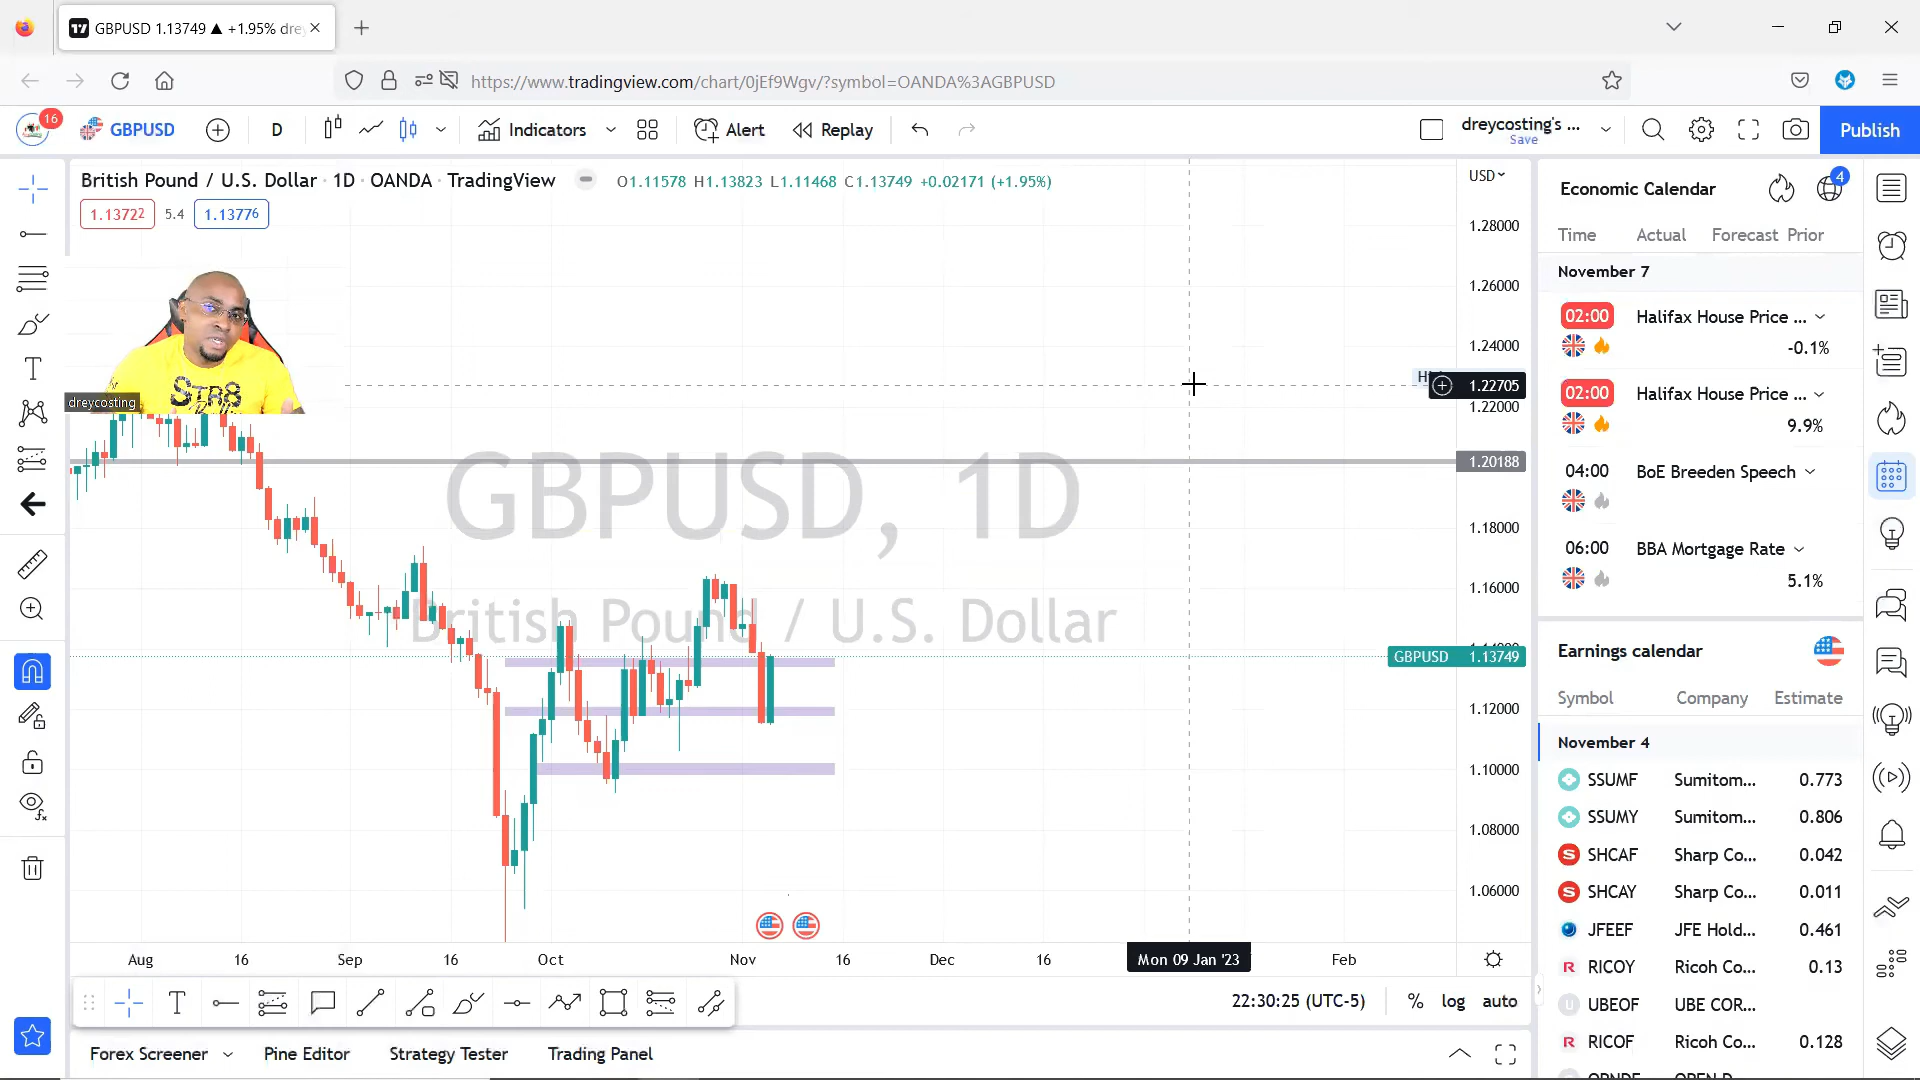 GBPUSD 1.13749 ▲ +1.95% dre
https://www.tradingview.com/chart/0jEf9Wgv/?symbol=OANDA%3AGBPUSD
16 GBPUSD D Indicators Alert Replay dreycosting's ... Save Publish
British Pound / U.S. Dollar · 1D · OANDA · TradingView O1.11578 H1.13823 L1.11468 C1.13749 +0.02171 (+1.95%)
1.13722 5.4 1.13776
USD
1.28000
1.26000
1.24000
1.22705
1.22000
1.20188
1.18000
1.16000
GBPUSD 1.13749
1.12000
1.10000
1.08000
1.06000
STR8
dreycosting
GBPUSD, 1D
British Pound / U.S. Dollar
Aug 16 Sep 16 Oct Nov 16 Dec 16 Mon 09 Jan '23 Feb
22:30:25 (UTC-5) % log auto
Forex Screener Pine Editor Strategy Tester Trading Panel
Economic Calendar 4
Time Actual Forecast Prior
November 7
02:00 Halifax House Price ...
-0.1%
02:00 Halifax House Price ...
9.9%
04:00 BoE Breeden Speech
06:00 BBA Mortgage Rate
5.1%
Earnings calendar
Symbol Company Estimate
November 4
SSUMF Sumitom... 0.773
SSUMY Sumitom... 0.806
S SHCAF Sharp Co... 0.042
S SHCAY Sharp Co... 0.011
JFEEF JFE Hold... 0.461
R RICOY Ricoh Co... 0.13
U UBEOF UBE COR...
R RICOF Ricoh Co... 0.128